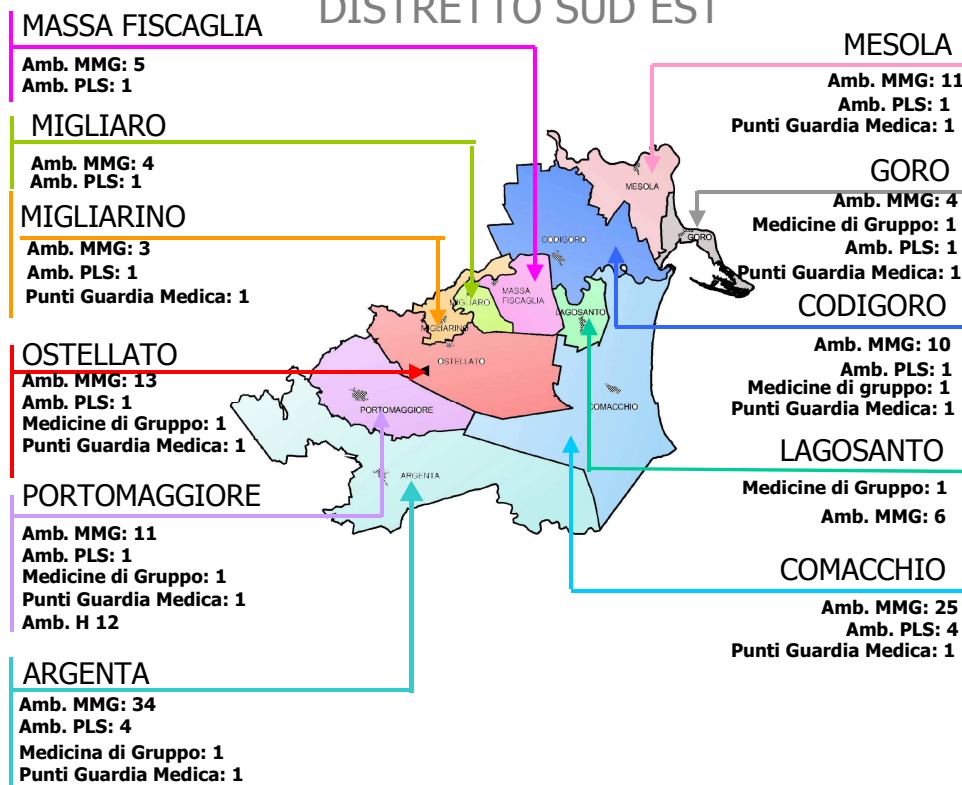 DISTRETTO SUD EST
MASSA FISCAGLIA
Amb. MMG: 5
Amb. PLS: 1
MIGLIARO
Amb. MMG: 4
Amb. PLS: 1
MIGLIARINO
Amb. MMG: 3
Amb. PLS: 1
Punti Guardia Medica: 1
OSTELLATO
Amb. MMG: 13
Amb. PLS: 1
Medicine di Gruppo: 1
Punti Guardia Medica: 1
PORTOMAGGIORE
Amb. MMG: 11
Amb. PLS: 1
Medicine di Gruppo: 1
Punti Guardia Medica: 1
Amb. H 12
ARGENTA
Amb. MMG: 34
Amb. PLS: 4
Medicina di Gruppo: 1
Punti Guardia Medica: 1
MESOLA
GORO
CODIGORO
MASSA
FISCAGLIA
MIGLIARO
LAGOSANTO
MIGLIARINO
OSTELLATO
COMACCHIO
PORTOMAGGIORE
ARGENTA
MESOLA
Amb. MMG: 11
Amb. PLS: 1
Punti Guardia Medica: 1
GORO
Amb. MMG: 4
Medicine di Gruppo: 1
Amb. PLS: 1
Punti Guardia Medica: 1
CODIGORO
Amb. MMG: 10
Amb. PLS: 1
Medicine di gruppo: 1
Punti Guardia Medica: 1
LAGOSANTO
Medicine di Gruppo: 1
Amb. MMG: 6
COMACCHIO
Amb. MMG: 25
Amb. PLS: 4
Punti Guardia Medica: 1